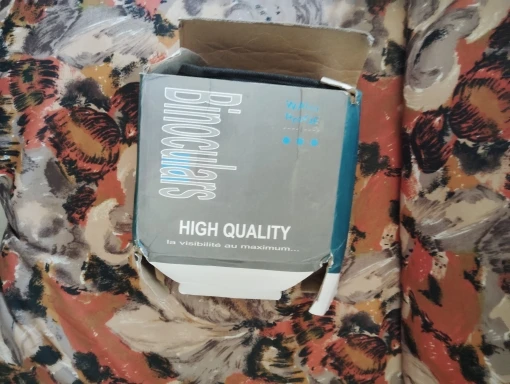 Binoculars
HIGH QUALITY
la visibilité au maximum...